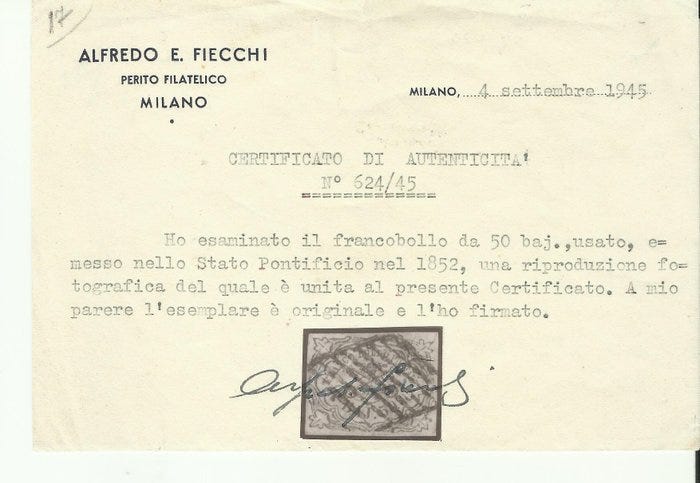 17
ALFREDO E. FIECCHI
PERITO FILATELICO
MILANO
MILANO, 4 settembre 1945
CERTIFICATO DI AUTENTICITA'
N° 624/45
Ho esaminato il francobollo da 50 baj.,usato, e=
messo nello Stato Pontificio nel 1852, una riproduzione fo=
tografica del quale è unita al presente Certificato. A mio
parere l'esemplare è originale e l'ho firmato.